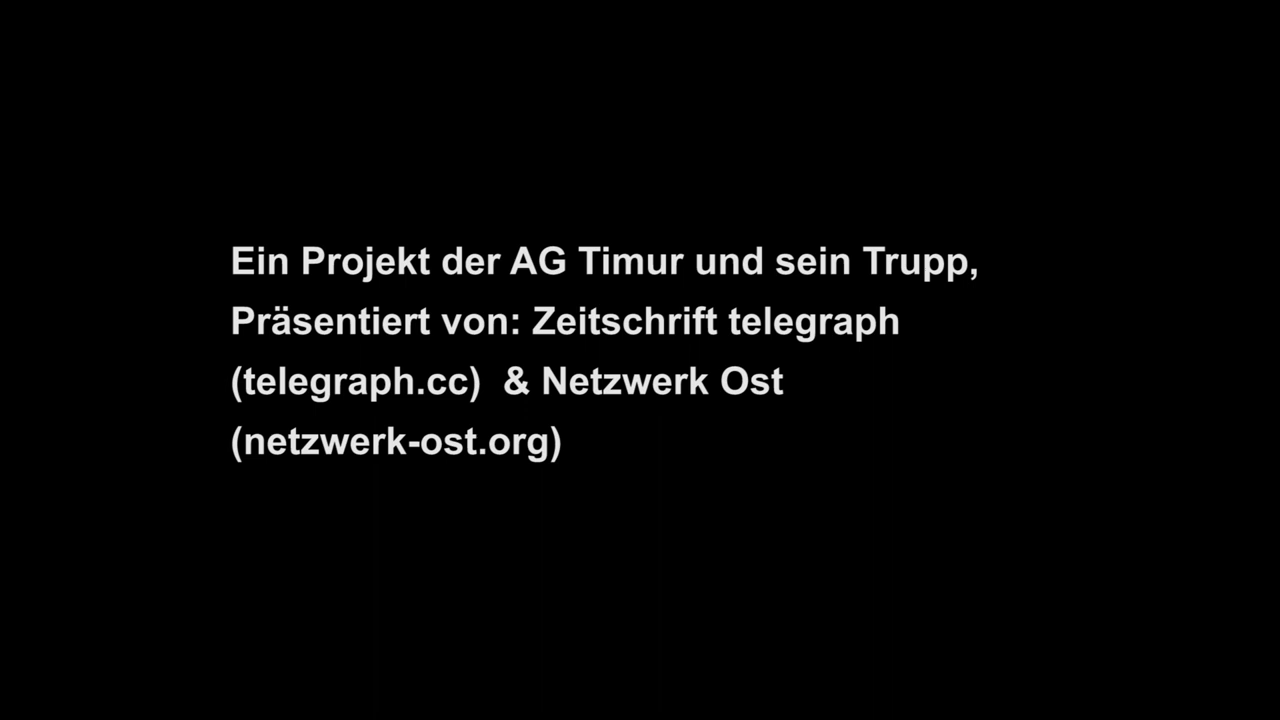 Ein Projekt der AG Timur und sein Trupp,
Präsentiert von: Zeitschrift telegraph
(telegraph.cc)  & Netzwerk Ost
(netzwerk-ost.org)